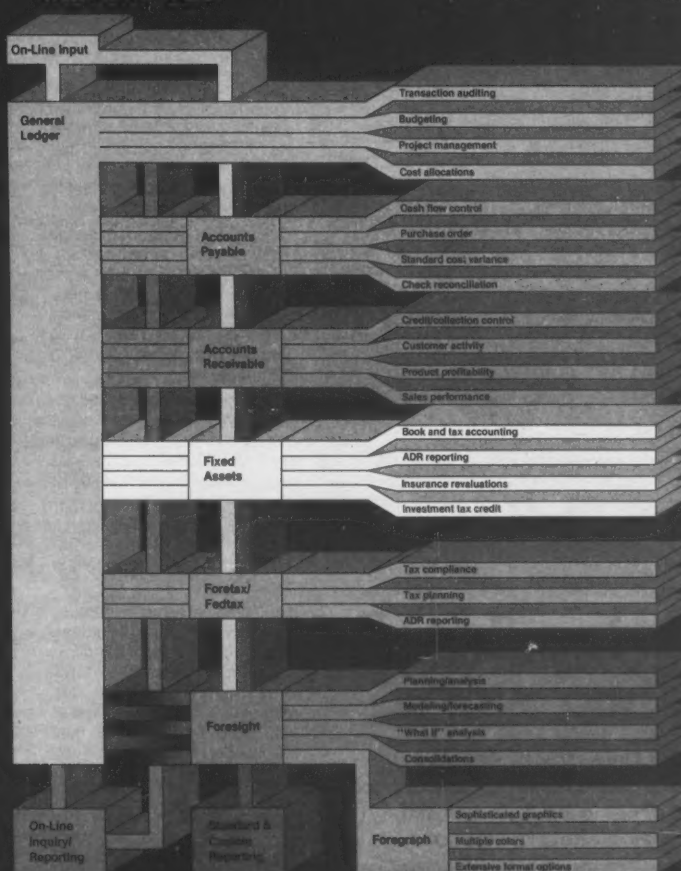 On-Line Input
General
Ledger
Transaction auditing
Budgeting
Project management
Cost allocations
Accounts
Payable
Cash flow control
Purchase order
Standard cost variance
Check reconciliation
Accounts
Receivable
Credit/collection control
Customer activity
Product profitability
Sales performance
Fixed
Assets
Book and tax accounting
ADR reporting
Insurance revaluations
Investment tax credit
Foretax/
Fedtax
Tax compliance
Tax planning
ADR reporting
Foresight
Planning/analysis
Modeling/forecasting
"What if" analysis
Consolidations
On-Line
Inquiry/
Reporting
Standard &
Custom
Reporting
Foregraph
Sophisticated graphics
Multiple colors
Extensive format options